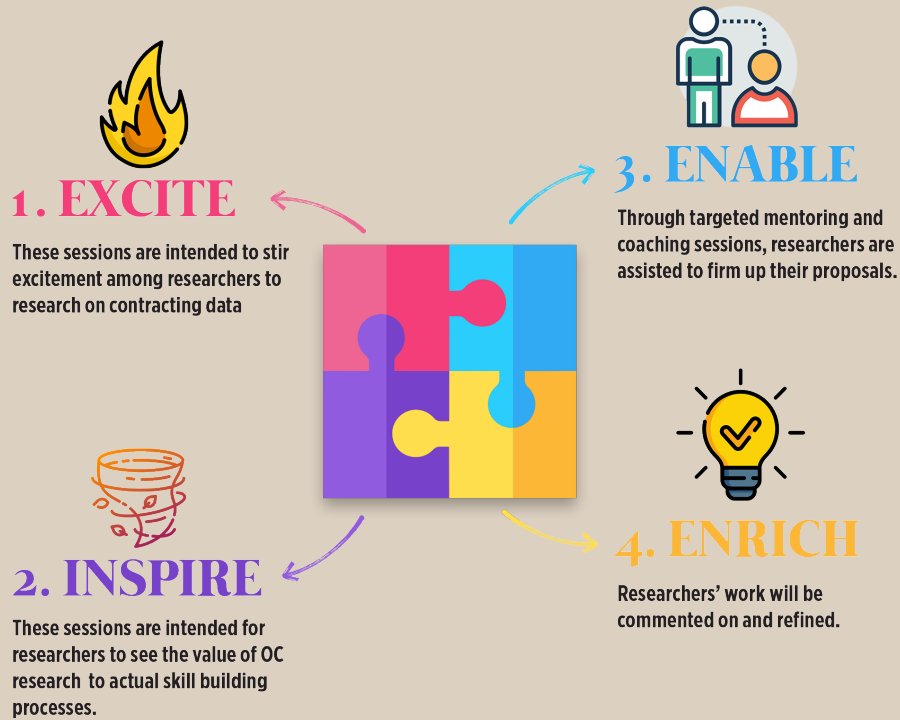 1. EXCITE
These sessions are intended to stir
excitement among researchers to
research on contracting data
2. INSPIRE
These sessions are intended for
researchers to see the value of OC
research to actual skill building
processes.
3. ENABLE
Through targeted mentoring and
coaching sessions, researchers are
assisted to firm up their proposals.
4. ENRICH
Researchers’ work will be
commented on and refined.